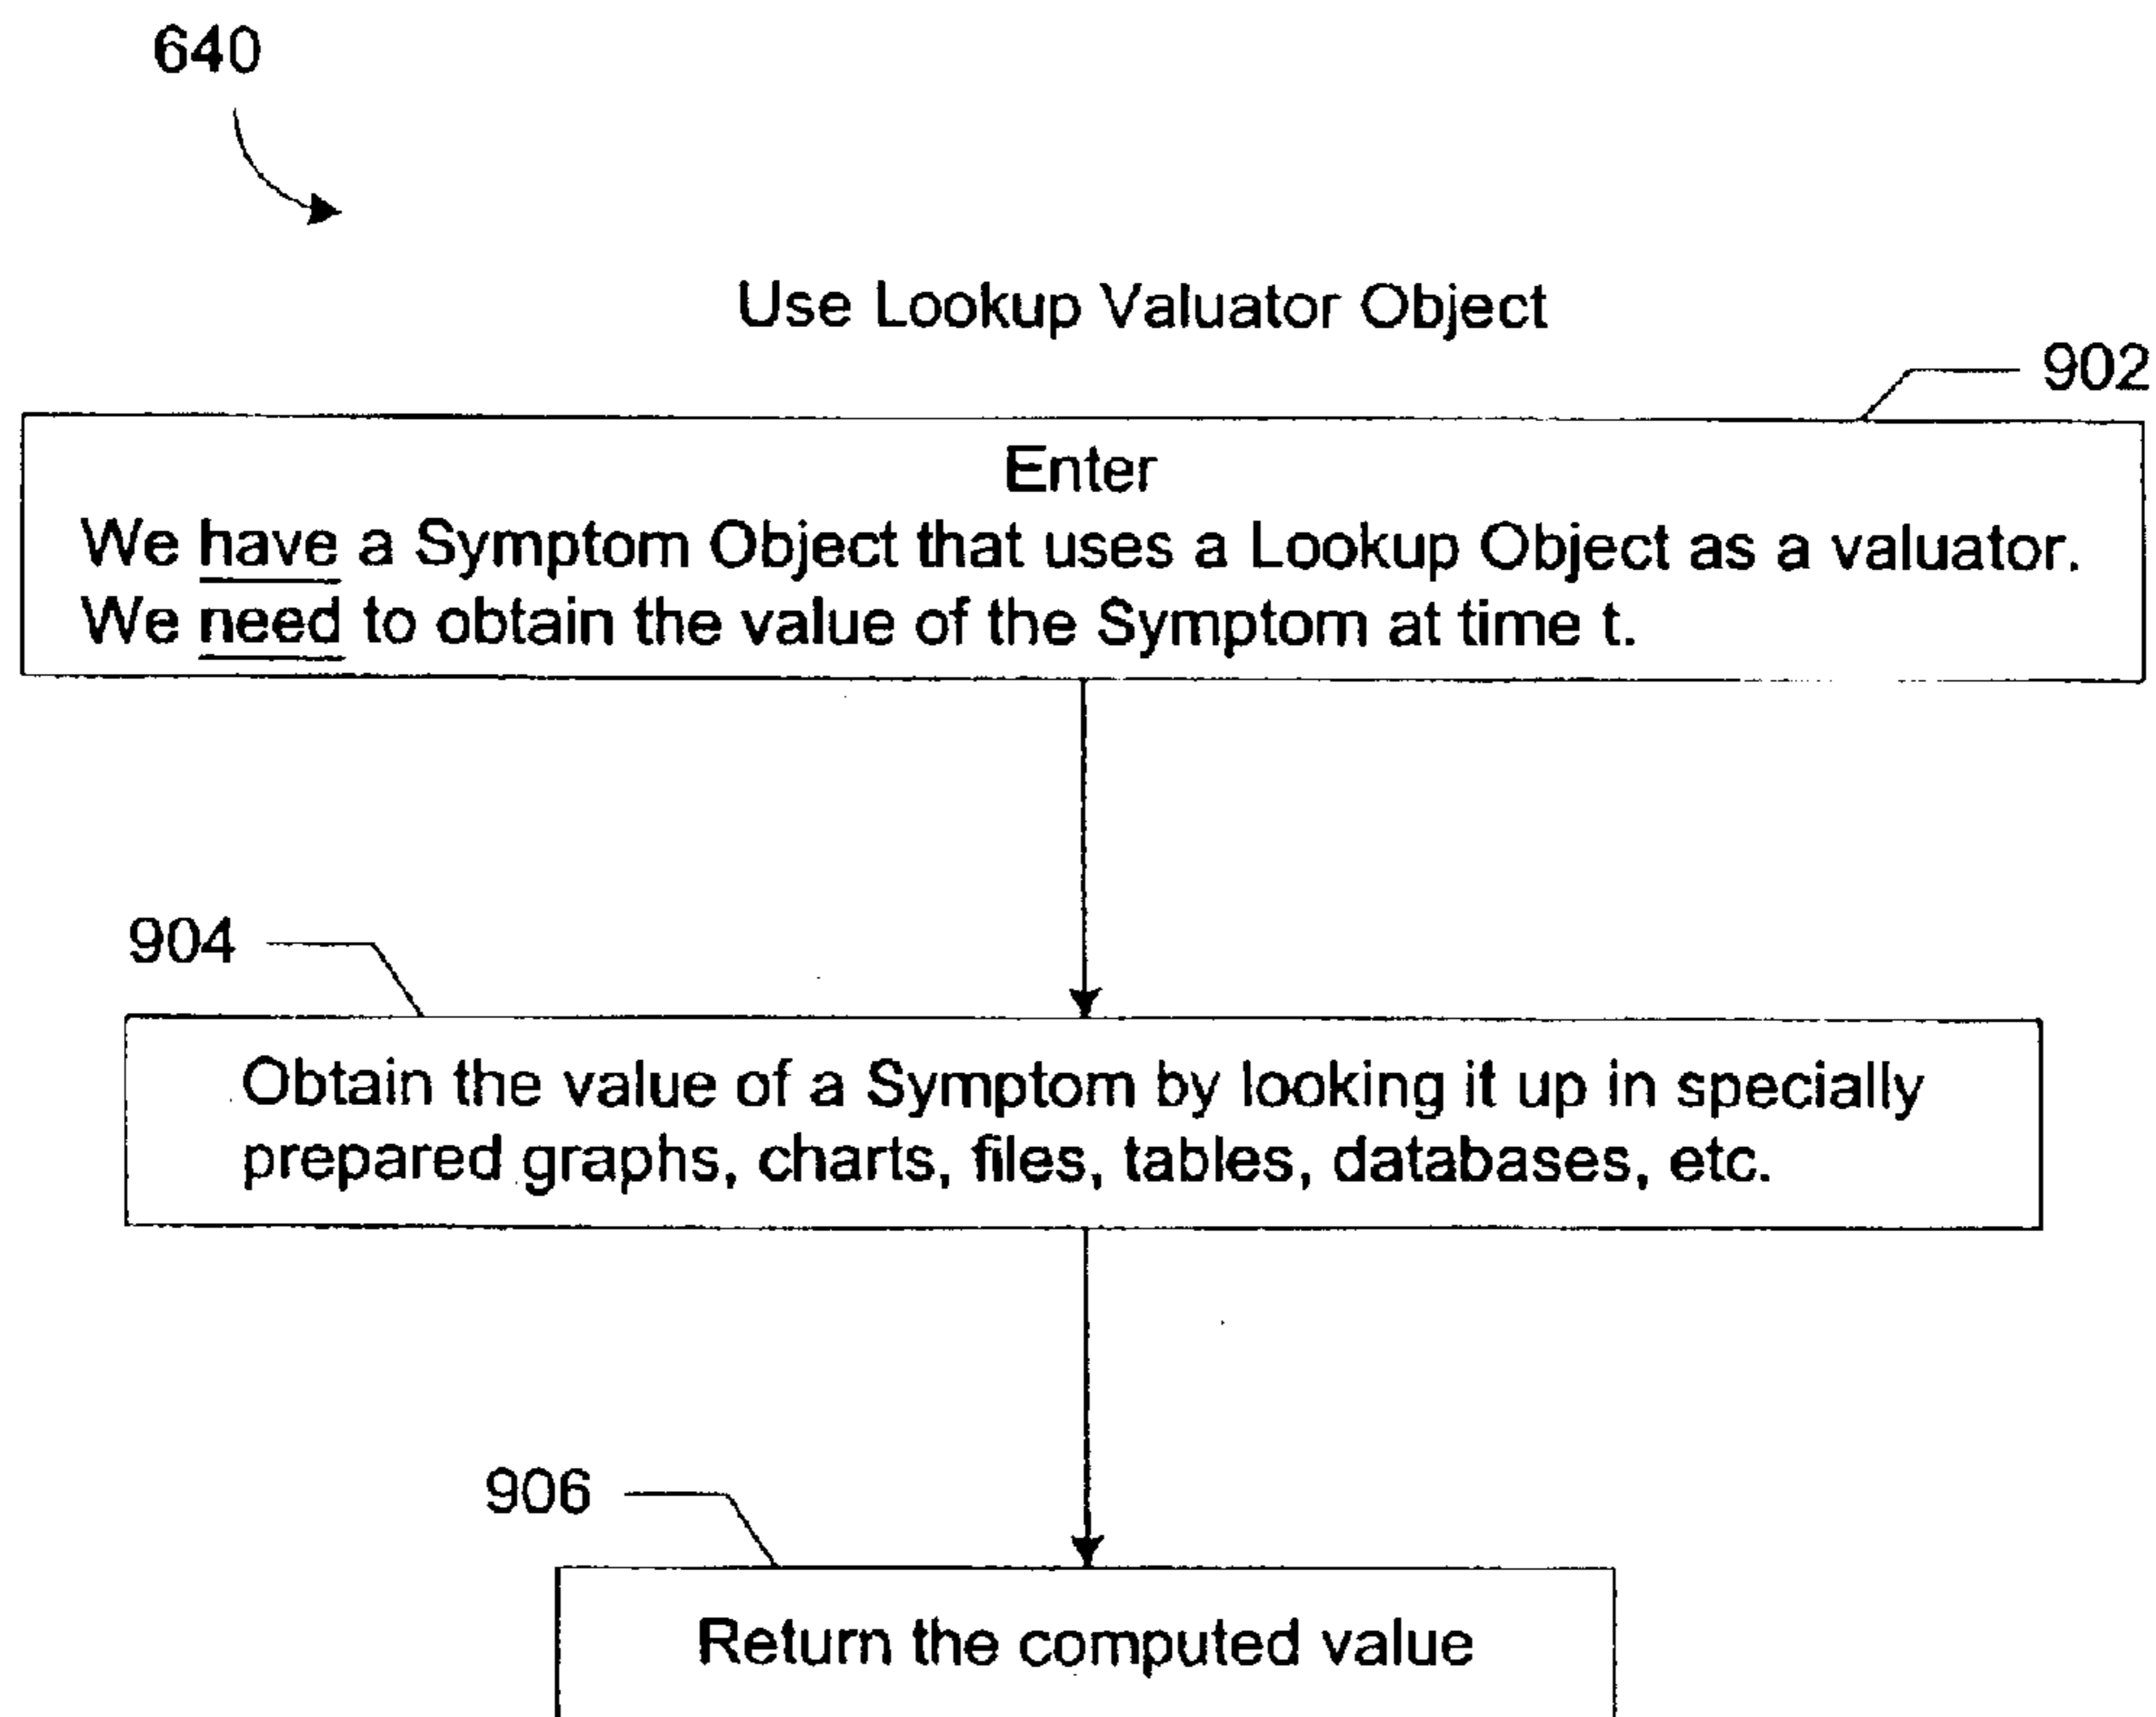 640
Use Lookup Valuator Object
902
Enter
We have a Symptom Object that uses a Lookup Object as a valuator.
We need to obtain the value of the Symptom at time t.
904
Obtain the value of a Symptom by looking it up in specially
prepared graphs, charts, files, tables, databases, etc.
906
Return the computed value